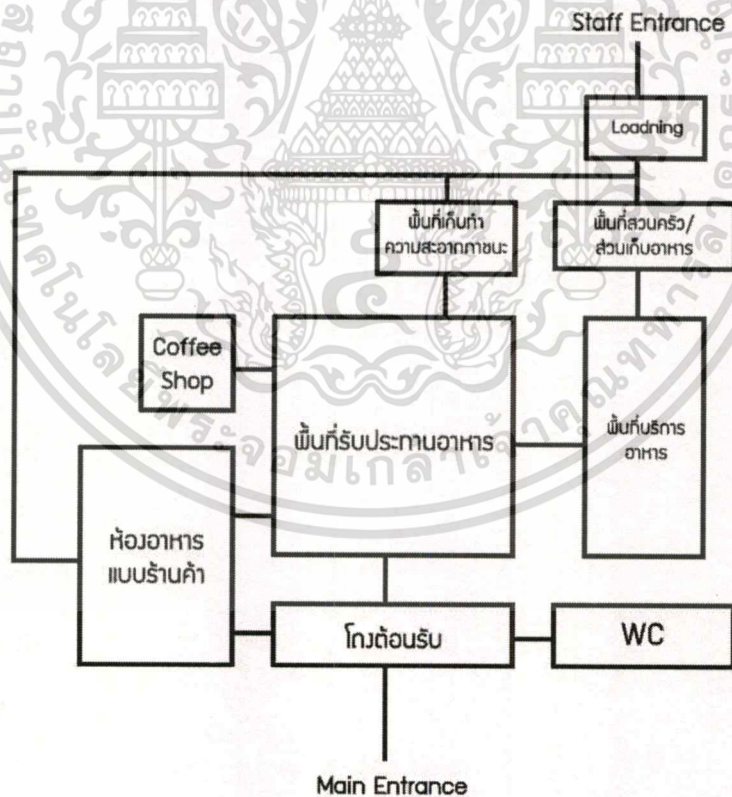 Staff Entrance
Loadning
พื้นที่เก็บทำ
ความสะอาดภาชนะ
พื้นที่สวนครัว/
ส่วนเก็บอาหาร
Coffee
Shop
พื้นที่รับประทานอาหาร
พื้นที่บริการ
อาหาร
ห้องอาหาร
แบบร้านค้า
โถงต้อนรับ
WC
Main Entrance